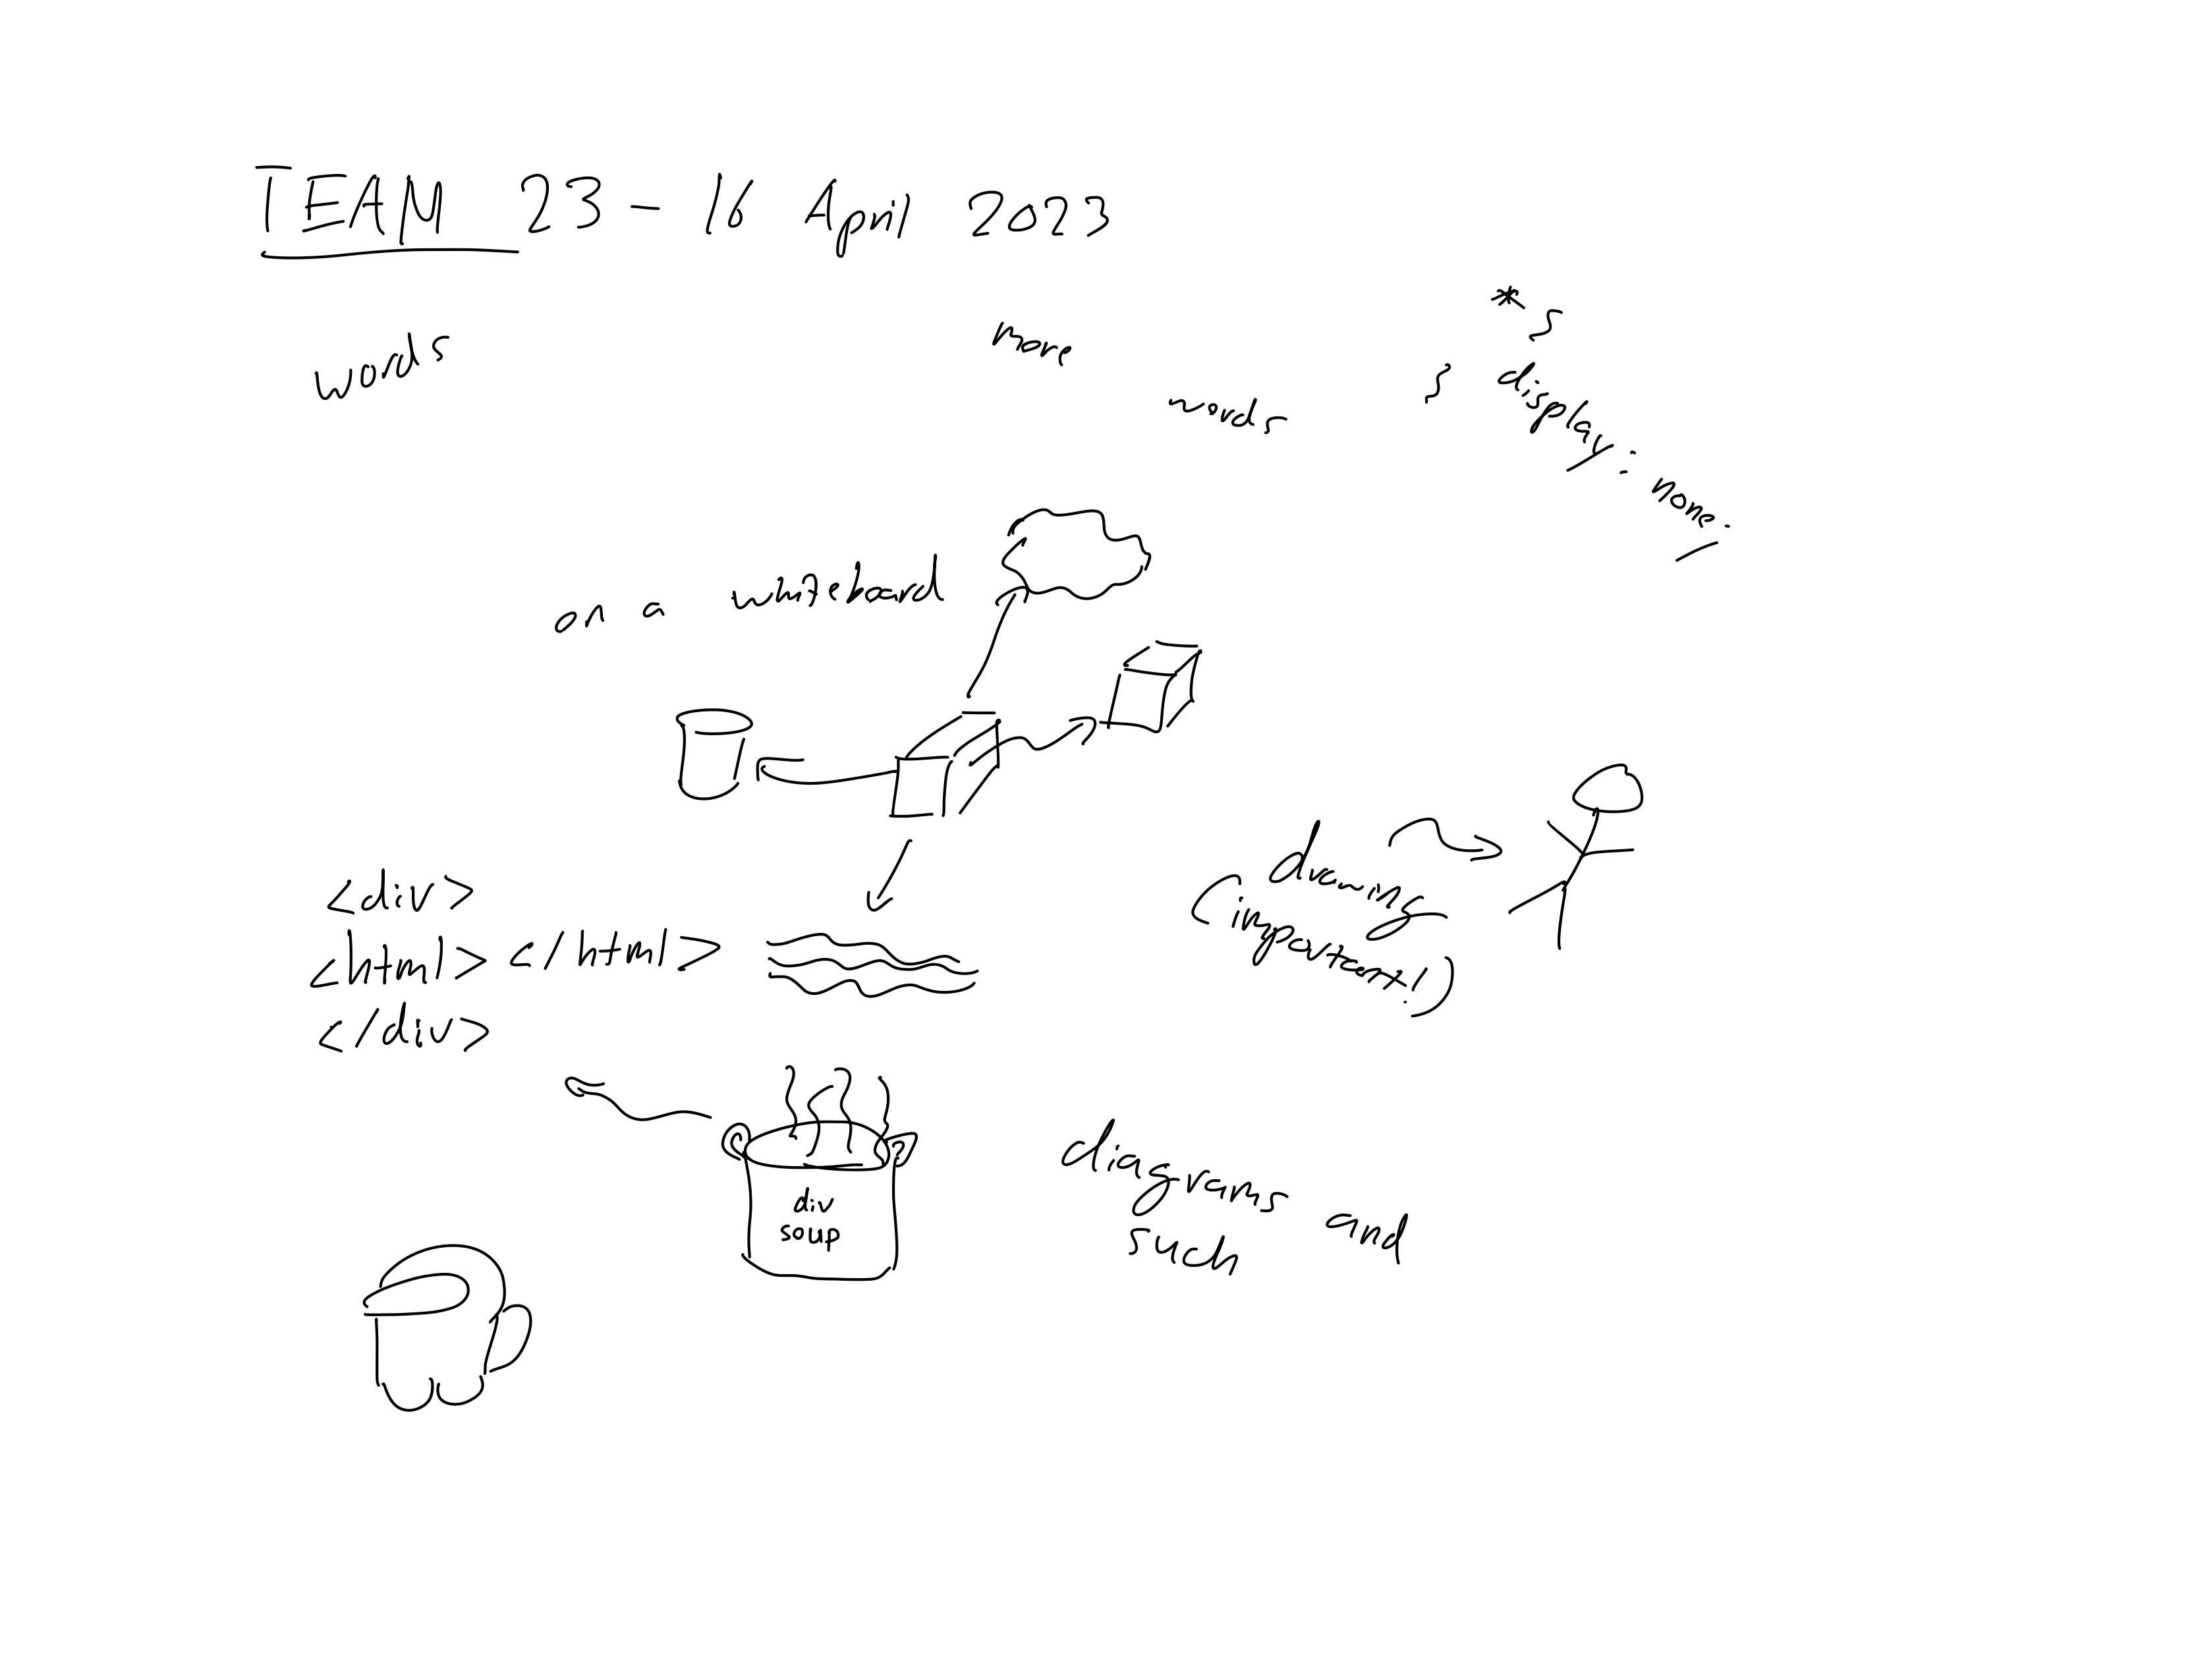 TEAM 23 - 16 April 2023
words
more
words
* {
display: none;
}
on a whiteboard
drawing
(important!)
<div>
<html> </html>
</div>
div
soup
diagrams and
such